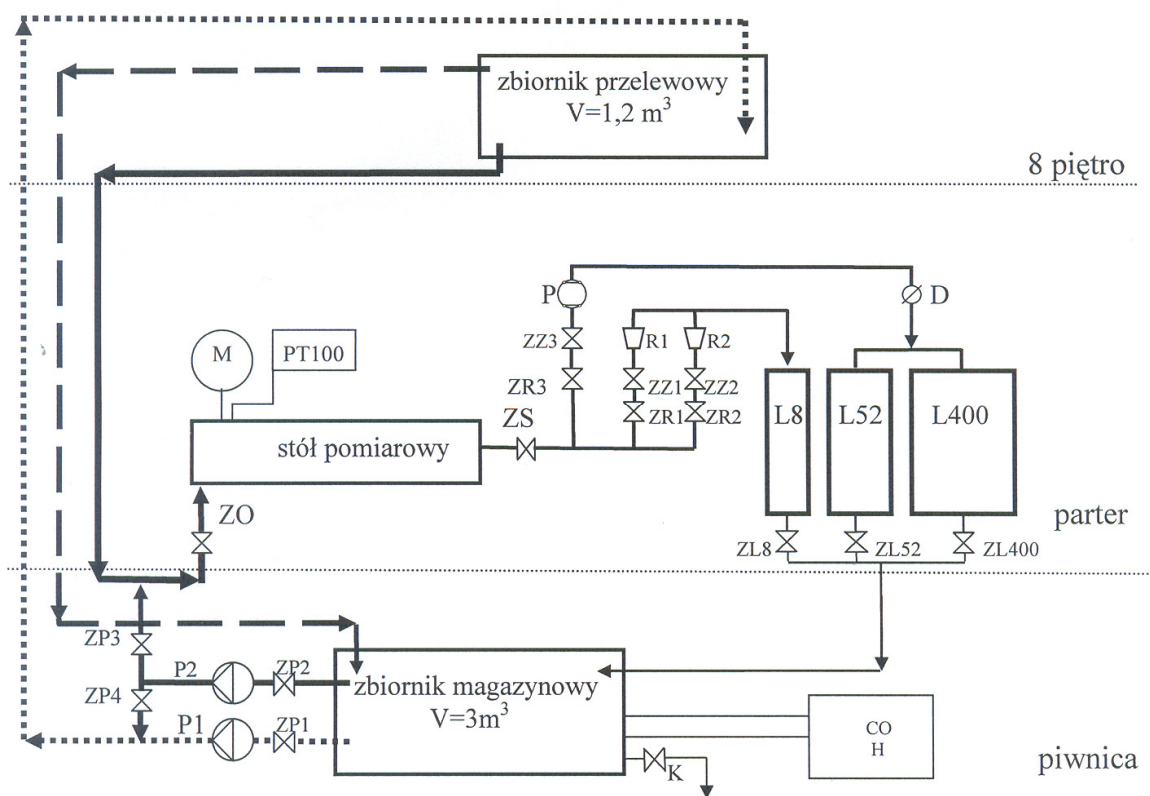 zbiornik przelewowy
V=1,2 m³
8 piętro
P
D
ZZ3
R1
R2
M
PT100
ZR3
ZZ1
ZZ2
ZS
ZR1
ZR2
L8
L52
L400
stół pomiarowy
ZO
parter
ZL8
ZL52
ZL400
ZP3
P2
ZP2
ZP4
zbiornik magazynowy
V=3m³
P1
ZP1
CO
H
K
piwnica